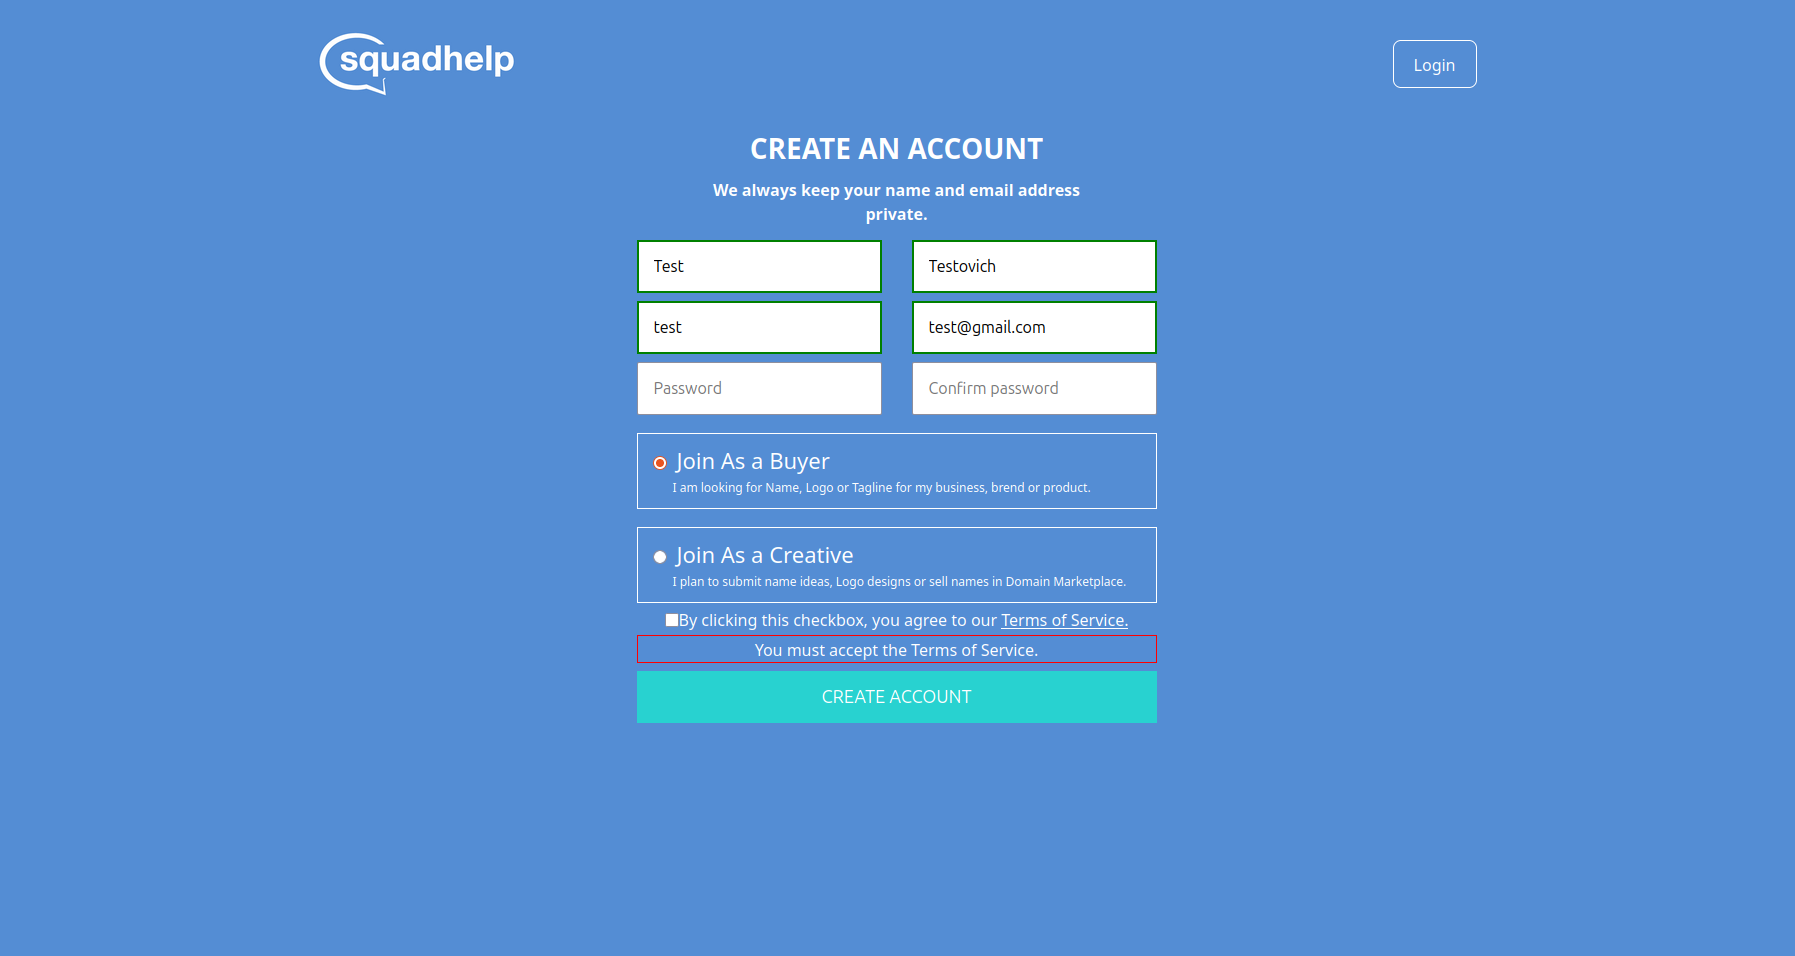 squadhelp
Login
CREATE AN ACCOUNT
We always keep your name and email address
private.
Test
Testovich
test
test@gmail.com
Password
Confirm password
Join As a Buyer
I am looking for Name, Logo or Tagline for my business, brend or product.
Join As a Creative
I plan to submit name ideas, Logo designs or sell names in Domain Marketplace.
By clicking this checkbox, you agree to our Terms of Service.
You must accept the Terms of Service.
CREATE ACCOUNT